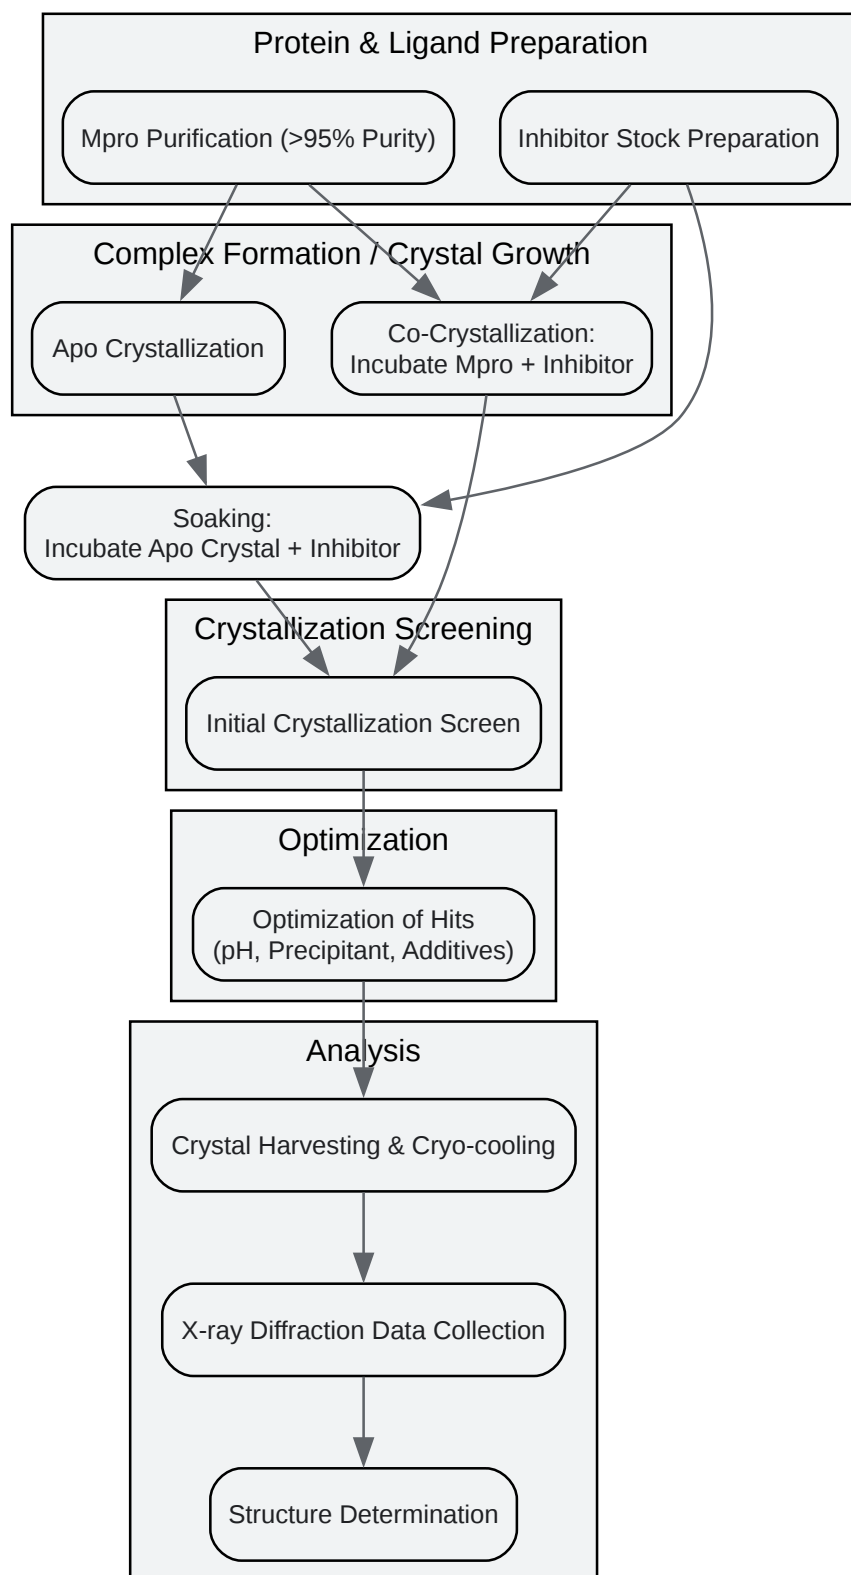 Protein & Ligand Preparation
Mpro Purification (>95% Purity)
Inhibitor Stock Preparation
Complex Formation / Crystal Growth
Apo Crystallization
Co-Crystallization:
Incubate Mpro + Inhibitor
Soaking:
Incubate Apo Crystal + Inhibitor
Crystallization Screening
Initial Crystallization Screen
Optimization
Optimization of Hits
(pH, Precipitant, Additives)
Analysis
Crystal Harvesting & Cryo-cooling
X-ray Diffraction Data Collection
Structure Determination